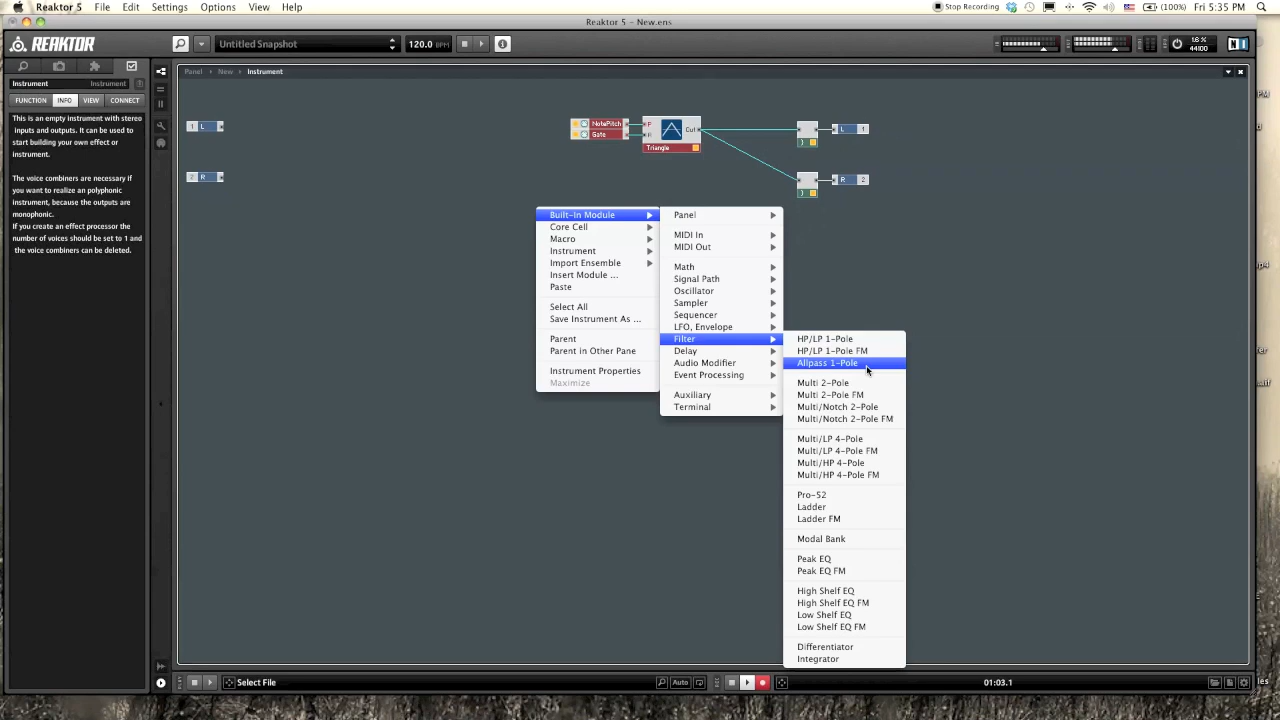 Reaktor 5 File Edit Settings Options View Help
Stop Recording (100%) Fri 5:35 PM
Reaktor 5 - New.ens
REAKTOR Untitled Snapshot 120.0 BPM 1.6 % 44100
Panel New Instrument
Instrument Instrument
FUNCTION INFO VIEW CONNECT
This is an empty instrument with stereo
inputs and outputs. It can be used to
start building your own effect or
instrument.
The voice combiners are necessary if
you want to realize an polyphonic
instrument, because the outputs are
monophonic.
If you create an effect processor the
number of voices should be set to 1 and
the voice combiners can be deleted.
1 L
2 R
NotePitch P
Gate A
Out
Triangle
L 1
R 2
Built-In Module
Core Cell
Macro
Instrument
Import Ensemble
Insert Module ...
Paste
Select All
Save Instrument As ...
Parent
Parent in Other Pane
Instrument Properties
Maximize
Panel
MIDI In
MIDI Out
Math
Signal Path
Oscillator
Sampler
Sequencer
LFO, Envelope
Filter
Delay
Audio Modifier
Event Processing
Auxiliary
Terminal
HP/LP 1-Pole
HP/LP 1-Pole FM
Allpass 1-Pole
Multi 2-Pole
Multi 2-Pole FM
Multi/Notch 2-Pole
Multi/Notch 2-Pole FM
Multi/LP 4-Pole
Multi/LP 4-Pole FM
Multi/HP 4-Pole
Multi/HP 4-Pole FM
Pro-52
Ladder
Ladder FM
Modal Bank
Peak EQ
Peak EQ FM
High Shelf EQ
High Shelf EQ FM
Low Shelf EQ
Low Shelf EQ FM
Differentiator
Integrator
Select File Auto 01:03.1